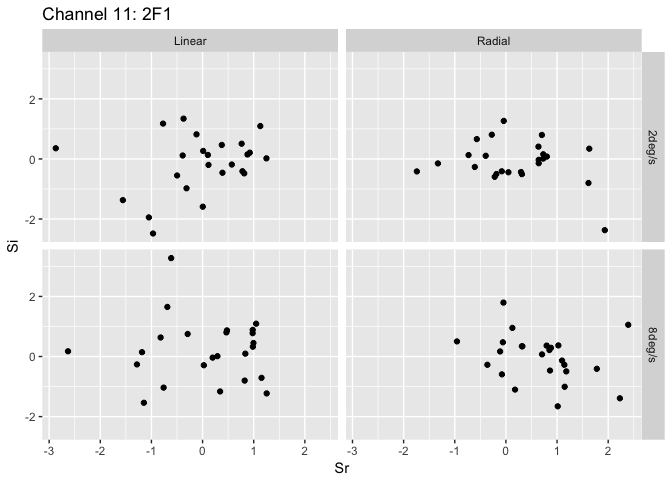 Channel 11: 2F1
Linear
Radial
2
0
-2
2deg/s
Si
2
0
-2
8deg/s
-3 -2 -1 0 1 2
-3 -2 -1 0 1 2
Sr